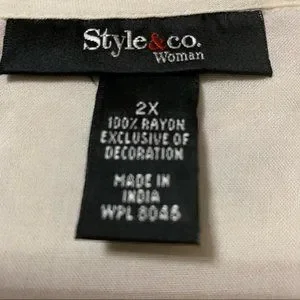 Style&co.
Woman
2X
100% RAYON
EXCLUSIVE OF
DECORATION
MADE IN
INDIA
WPL 8046